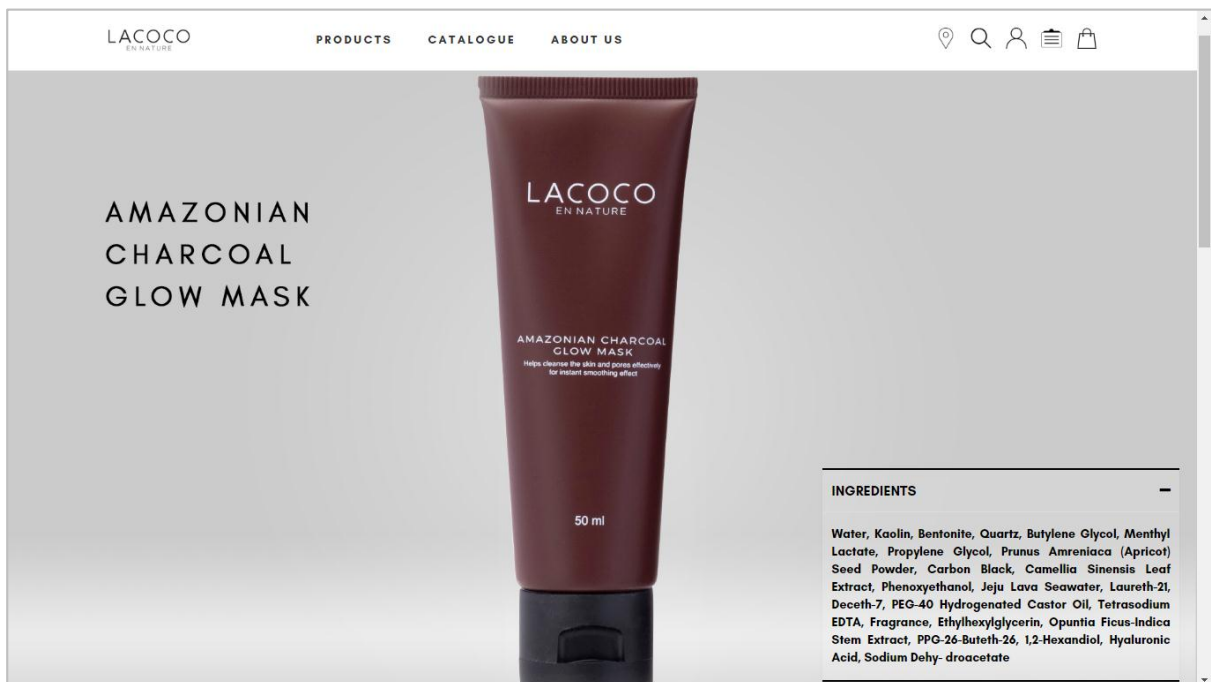 LACOCO
EN NATURE
PRODUCTS CATALOGUE ABOUT US
AMAZONIAN
CHARCOAL
GLOW MASK
LACOCO
EN NATURE
AMAZONIAN CHARCOAL
GLOW MASK
Helps cleanse the skin and pores effectively
for instant smoothing effect
50 ml
INGREDIENTS
Water, Kaolin, Bentonite, Quartz, Butylene Glycol, Menthyl
Lactate, Propylene Glycol, Prunus Amreniaca (Apricot)
Seed Powder, Carbon Black, Camellia Sinensis Leaf
Extract, Phenoxyethanol, Jeju Lava Seawater, Laureth-21,
Deceth-7, PEG-40 Hydrogenated Castor Oil, Tetrasodium
EDTA, Fragrance, Ethylhexylglycerin, Opuntia Ficus-Indica
Stem Extract, PPG-26-Buteth-26, 1,2-Hexandiol, Hyaluronic
Acid, Sodium Dehy- droacetate